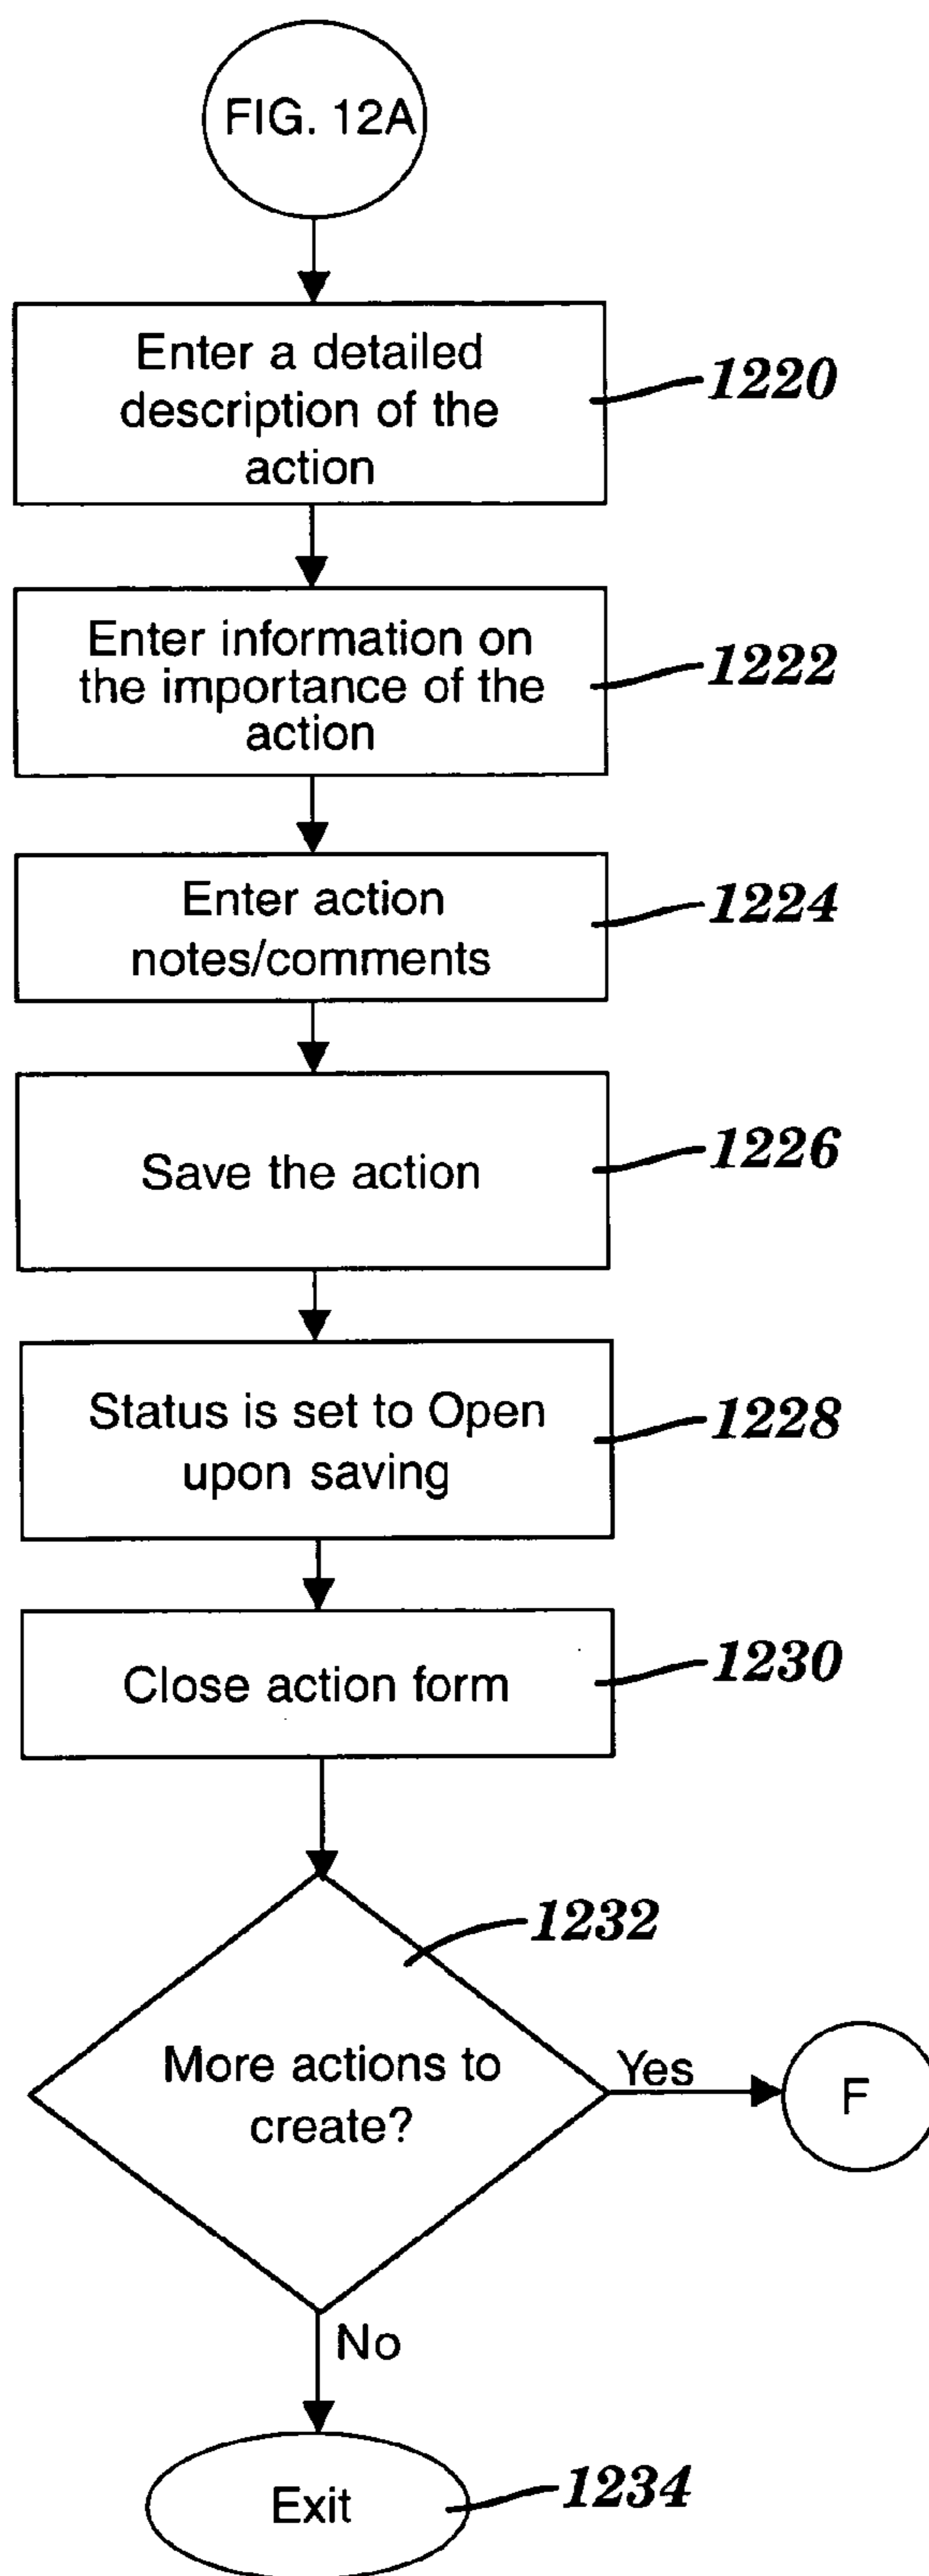 FIG. 12A
Enter a detailed
description of the
action
1220
Enter information on
the importance of the
action
1222
Enter action
notes/comments
1224
Save the action
1226
Status is set to Open
upon saving
1228
Close action form
1230
1232
More actions to
create?
Yes
F
No
Exit
1234